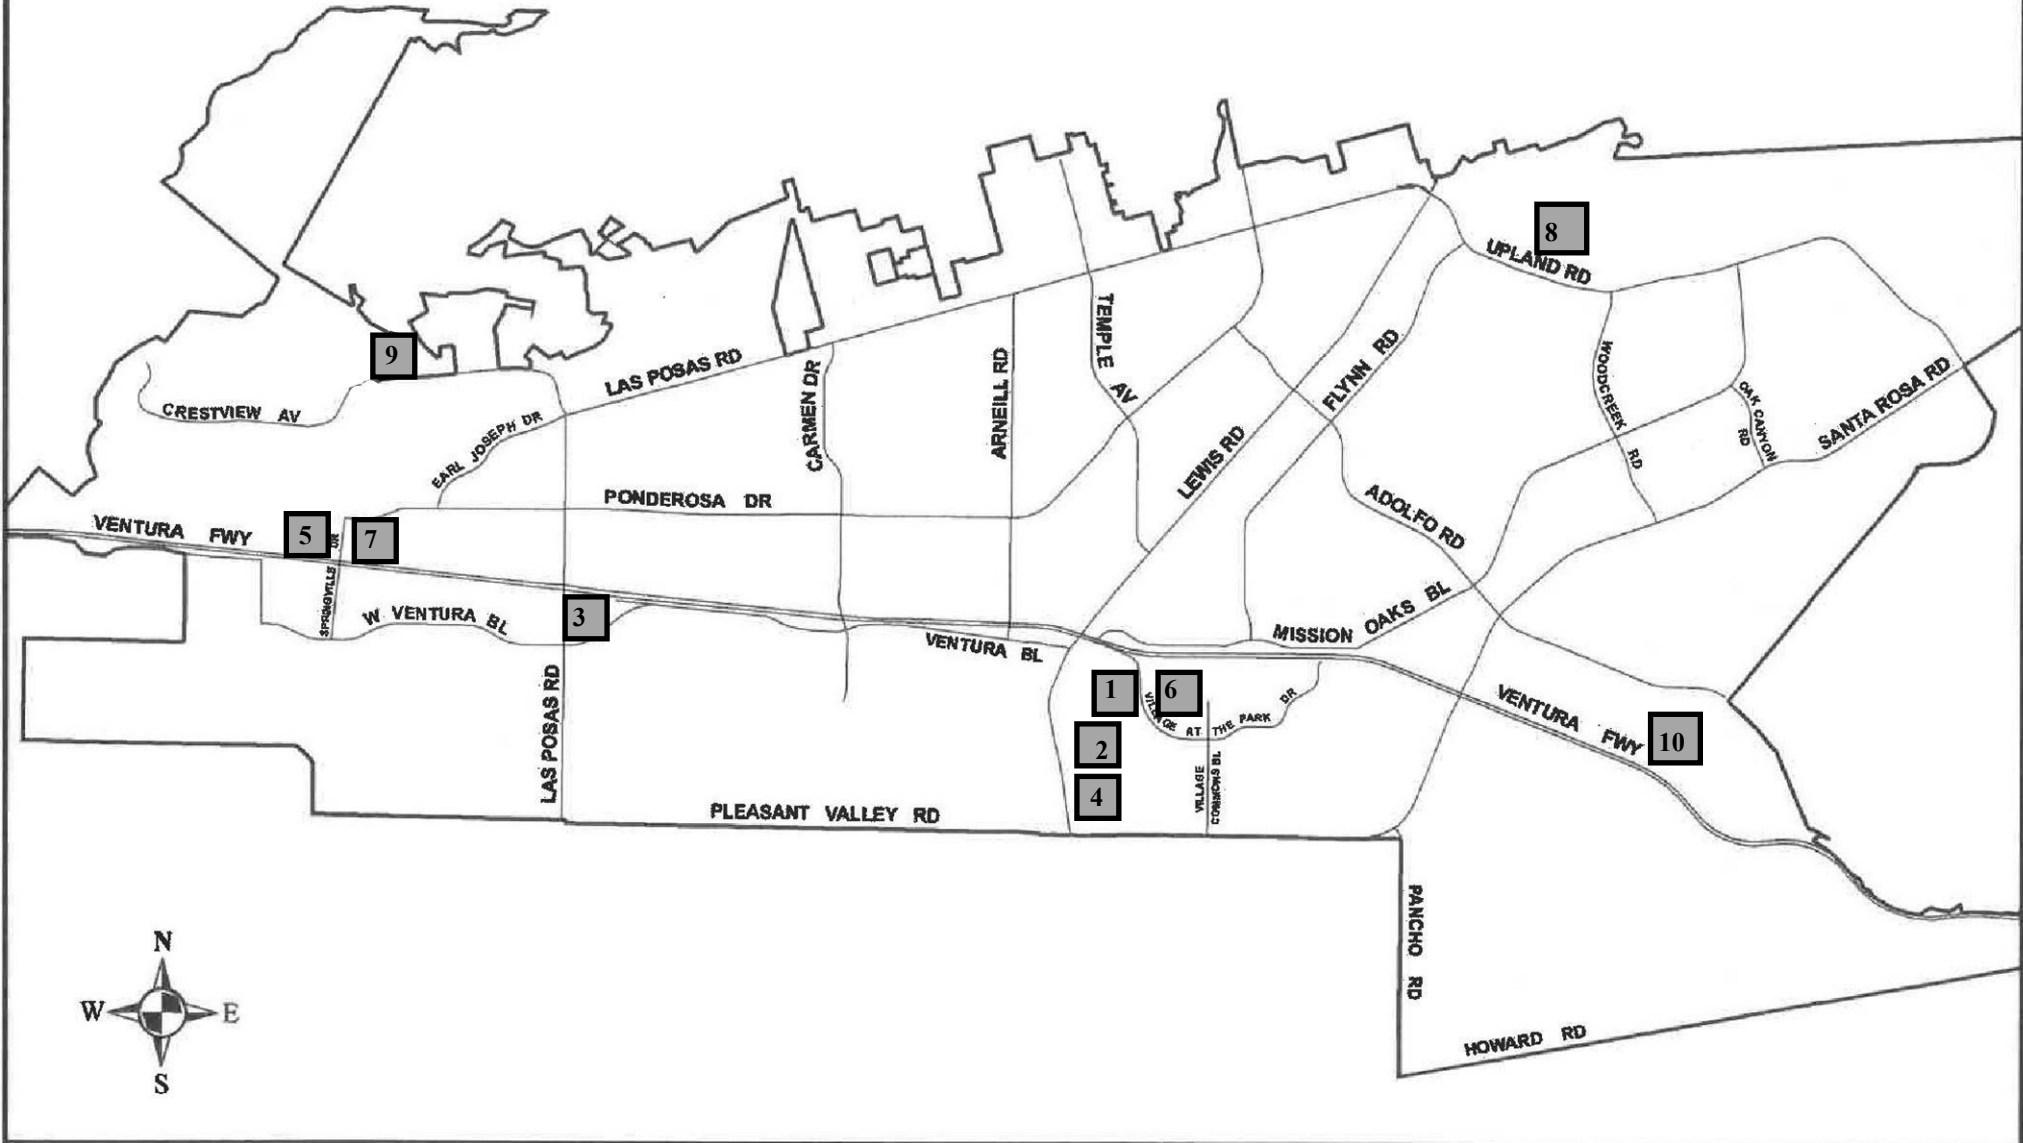 8
UPLAND RD
TEMPLE AV
9
LAS POSAS RD
FLYNN RD
WOODCREEK RD
CARMEN DR
ARNEILL RD
OAK CANYON RD
SANTA ROSA RD
CRESTVIEW AV
EARL JOSEPH DR
LEWIS RD
PONDEROSA DR
ADOLFO RD
VENTURA FWY
5
7
SPRINGVILLE DR
W VENTURA BL
3
MISSION OAKS BL
VENTURA BL
1
6
VILLAGE AT THE PARK DR
VENTURA FWY
10
2
LAS POSAS RD
4
VILLAGE
COMMONS BL
PLEASANT VALLEY RD
PANCHO RD
N
W E
S
HOWARD RD